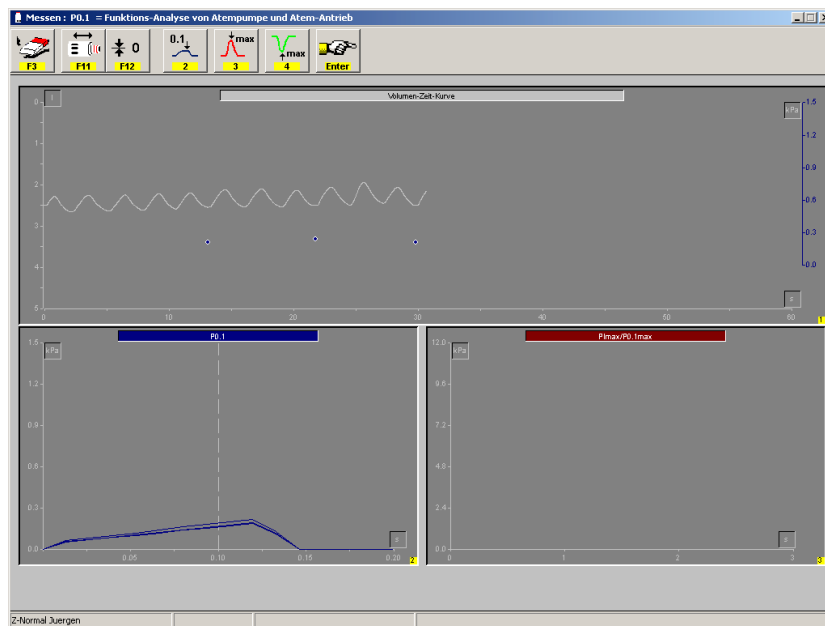 Messen: P0.1 = Funktions-Analyse von Atempumpe und Atem-Antrieb
0.1 max max
0
F3 F11 F12 2 3 4 Enter
Volumen-Zeit-Kurve
l
kPa
0
1
2
3
4
5
1.5
1.2
0.9
0.6
0.3
0.0
s
0 10 20 30 40 50 60
1
P0.1
kPa
1.5
1.2
0.9
0.6
0.3
0.0
s
0.05 0.10 0.15 0.20
2
PImax/P0.1max
kPa
12.0
9.6
7.2
4.8
2.4
0.0
s
0 1 2 3
3
Z-Normal Juergen